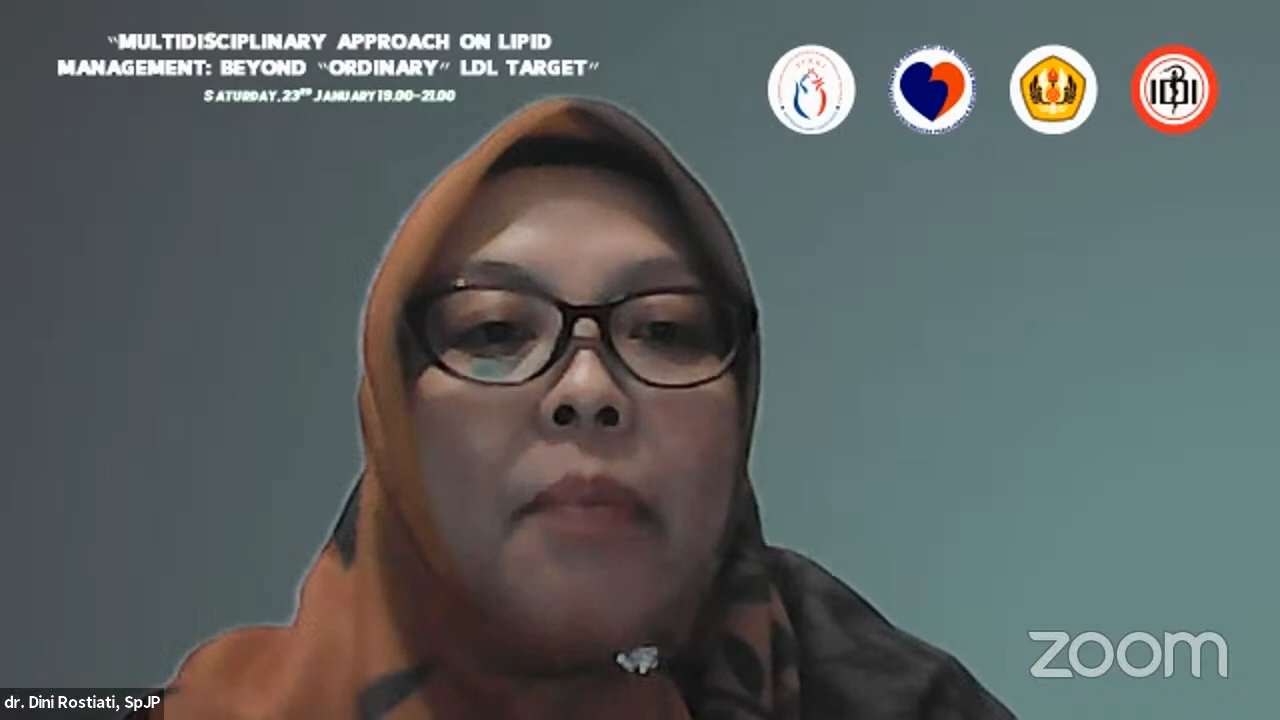 “MULTIDISCIPLINARY APPROACH ON LIPID
MANAGEMENT: BEYOND “ORDINARY” LDL TARGET”
SATURDAY, 23RD JANUARY 19.00-21.00
IDI
zoom
dr. Dini Rostiati, SpJP